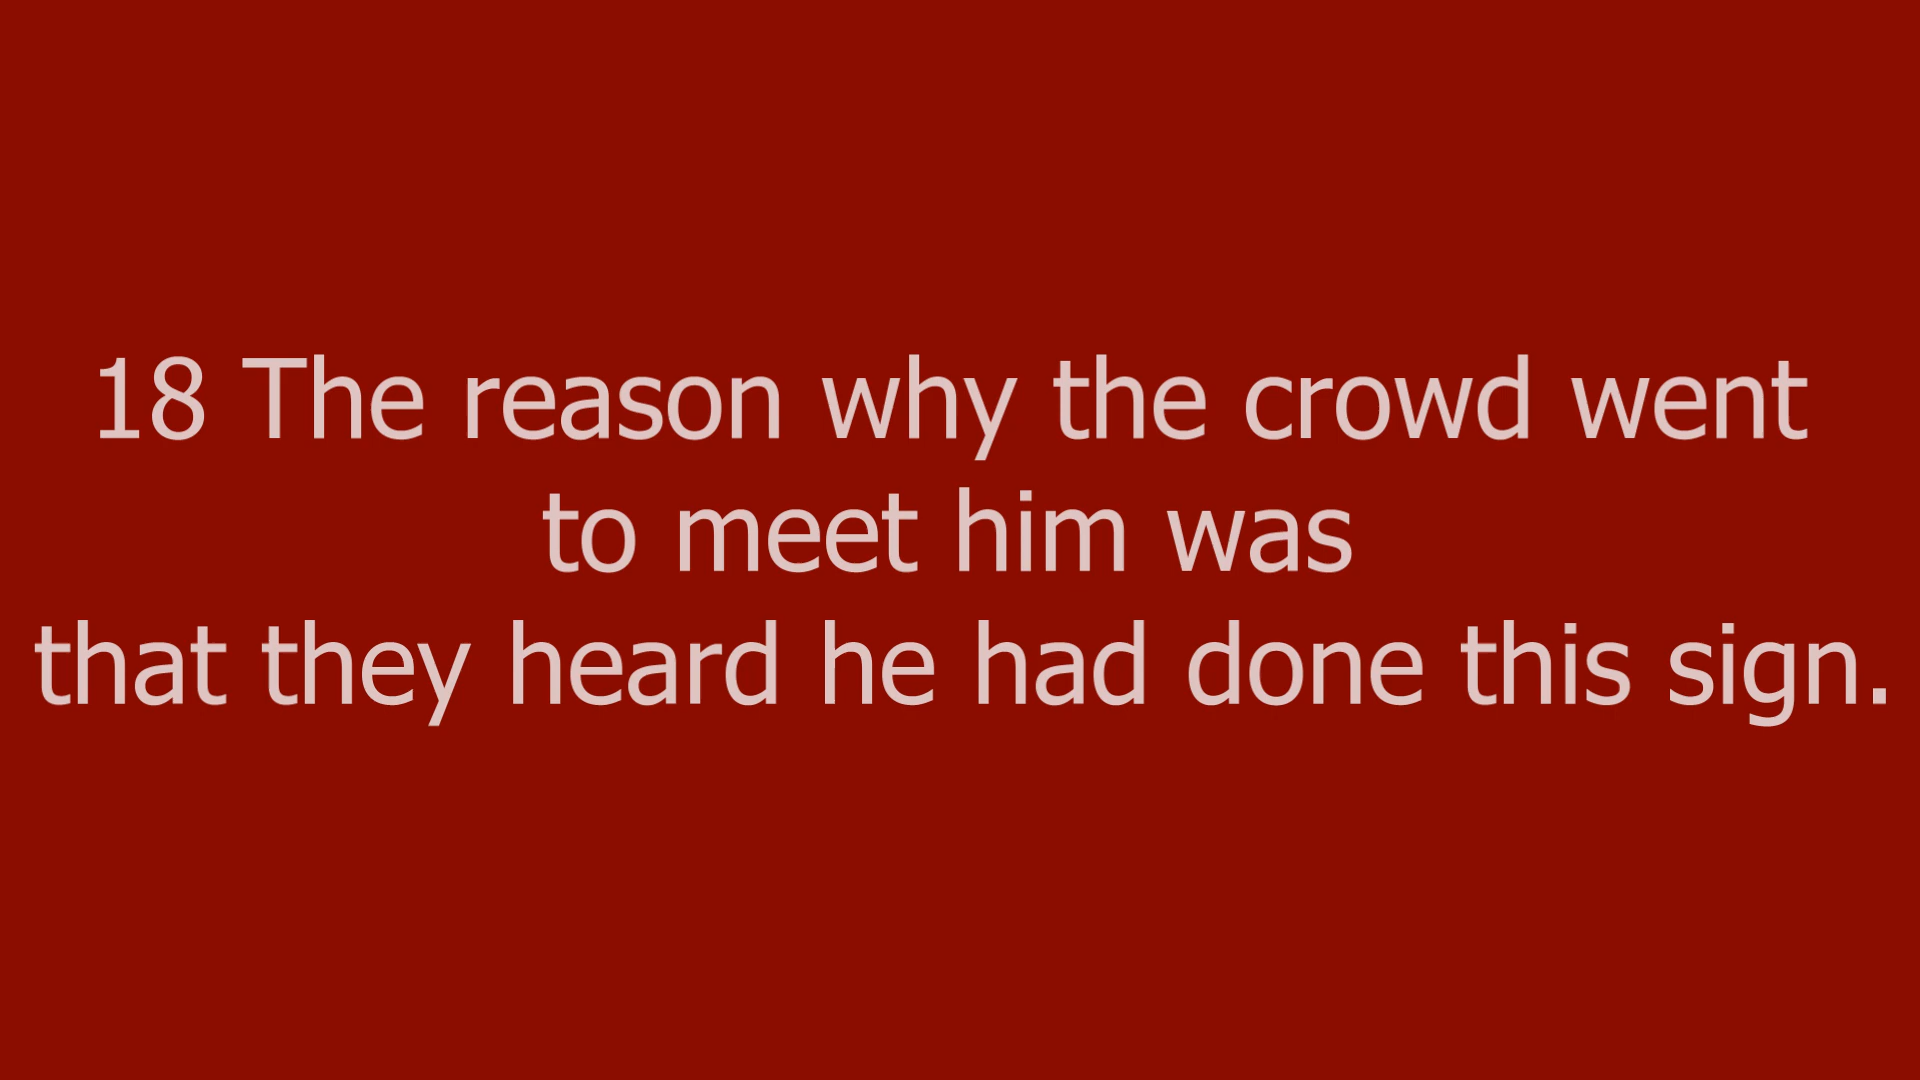 18 The reason why the crowd went
to meet him was
that they heard he had done this sign.